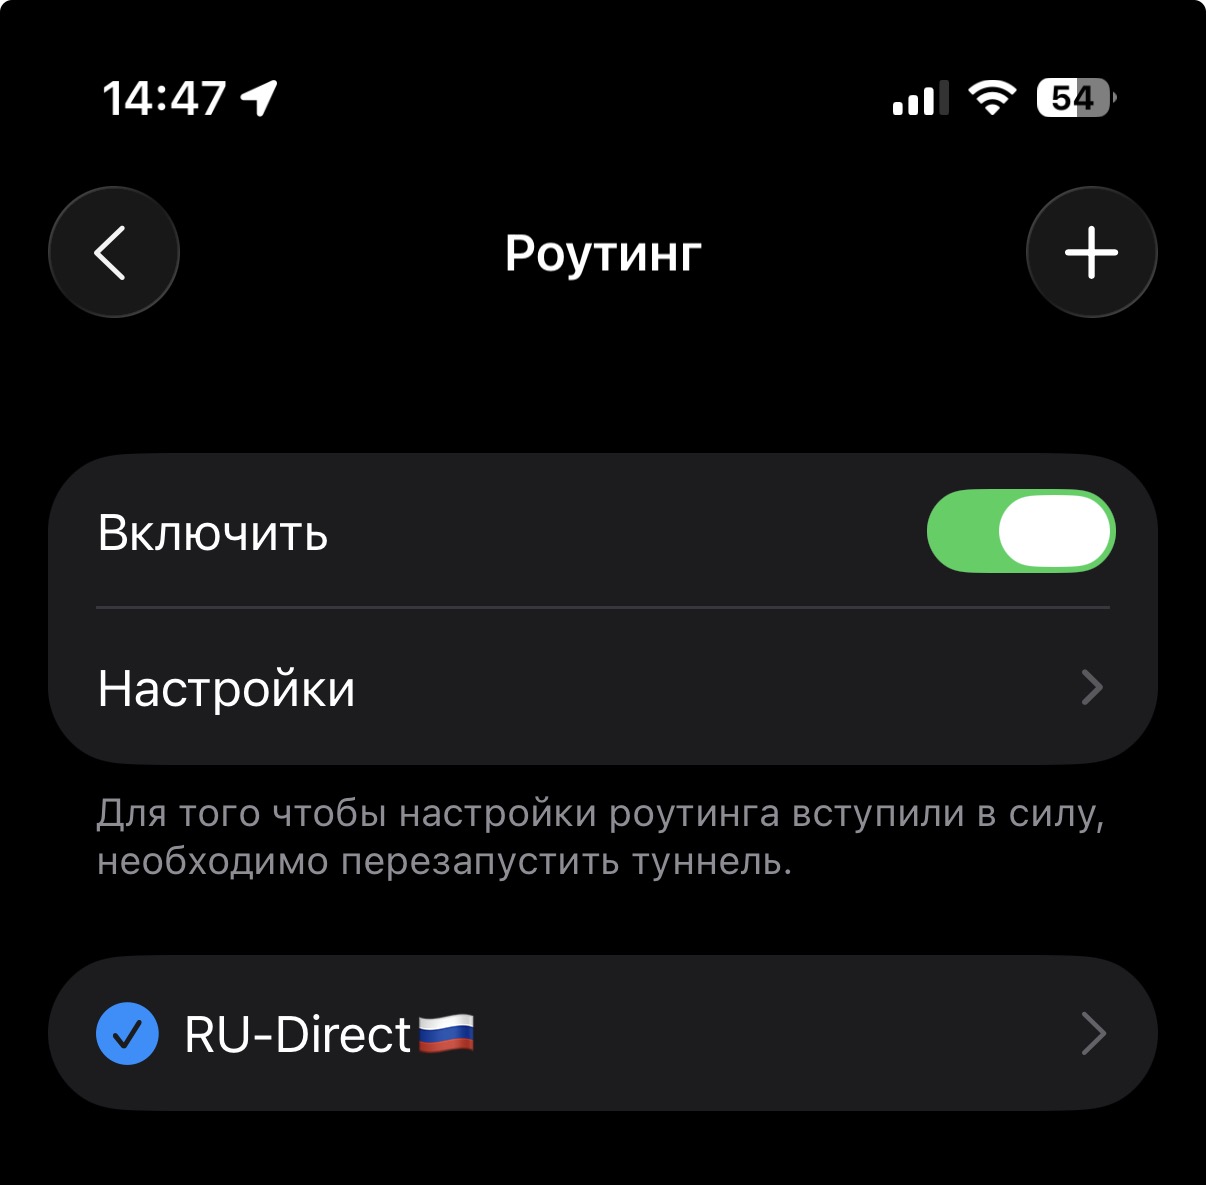 14:47
54
Роутинг
Включить
Настройки
Для того чтобы настройки роутинга вступили в силу,
необходимо перезапустить туннель.
RU-Direct🇷🇺